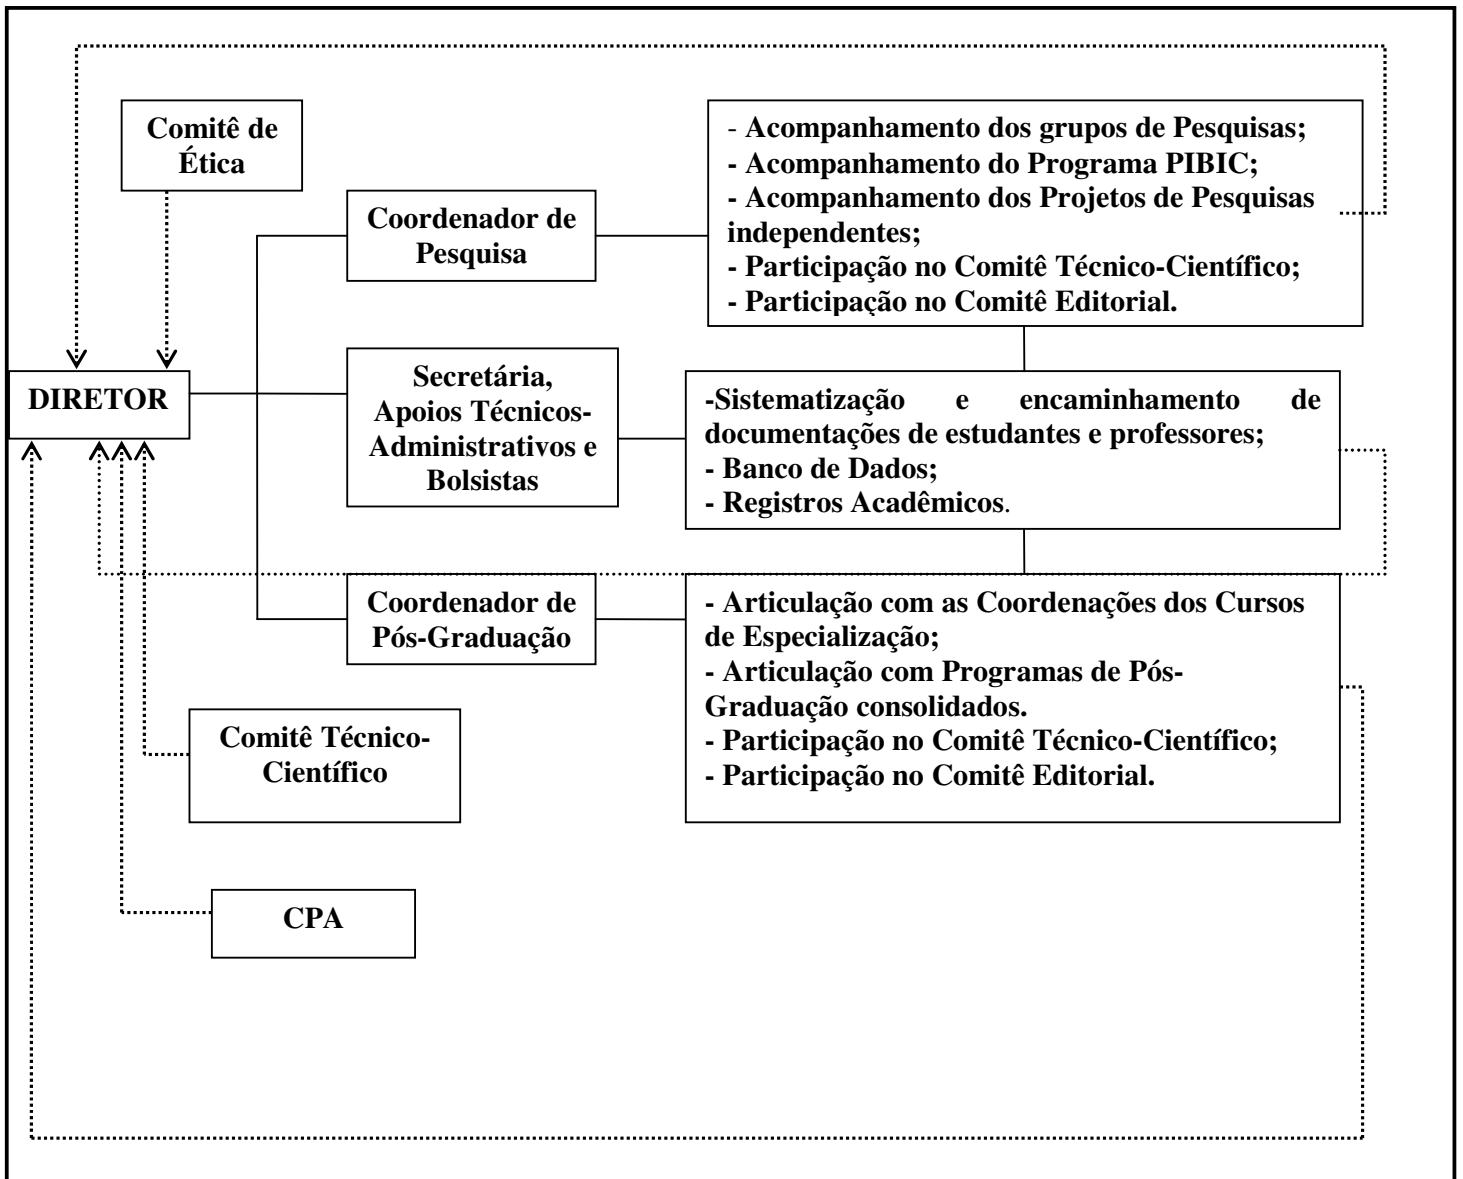 Comitê de
Ética
- Acompanhamento dos grupos de Pesquisas;
- Acompanhamento do Programa PIBIC;
- Acompanhamento dos Projetos de Pesquisas
independentes;
- Participação no Comitê Técnico-Científico;
- Participação no Comitê Editorial.
Coordenador de
Pesquisa
DIRETOR
Secretária,
Apoios Técnicos-
Administrativos e
Bolsistas
-Sistematização e encaminhamento de
documentações de estudantes e professores;
- Banco de Dados;
- Registros Acadêmicos.
Coordenador de
Pós-Graduação
- Articulação com as Coordenações dos Cursos
de Especialização;
- Articulação com Programas de Pós-
Graduação consolidados.
- Participação no Comitê Técnico-Científico;
- Participação no Comitê Editorial.
Comitê Técnico-
Científico
CPA